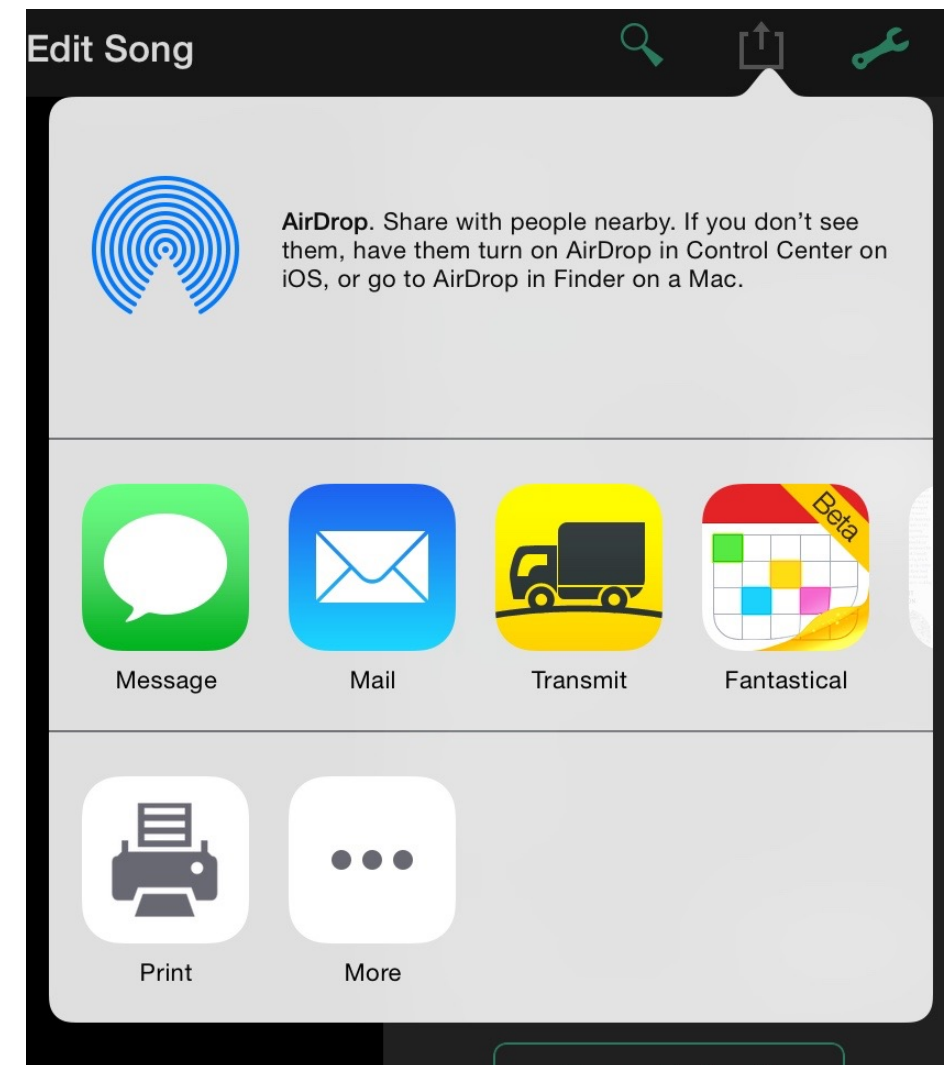 Edit Song
AirDrop. Share with people nearby. If you don’t see
them, have them turn on AirDrop in Control Center on
iOS, or go to AirDrop in Finder on a Mac.
Beta
Message
Mail
Transmit
Fantastical
Print
More